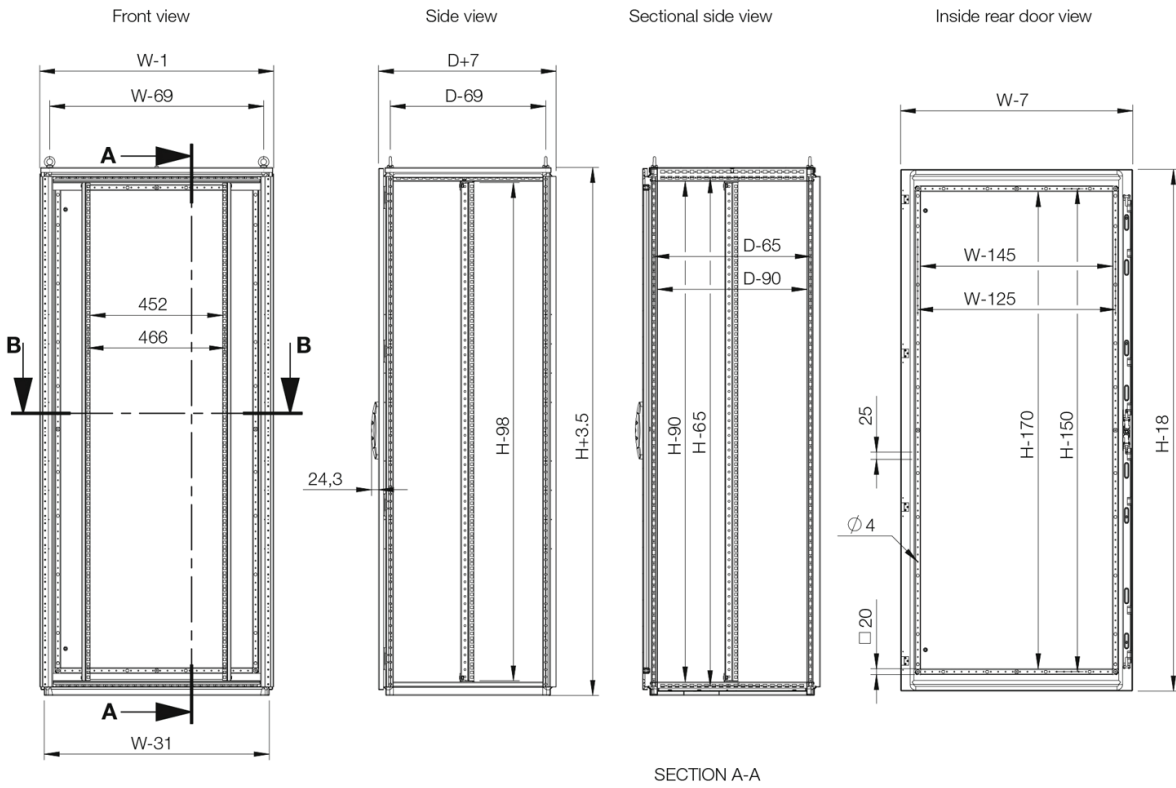 Front view
Side view
Sectional side view
Inside rear door view
W-1
W-69
A
452
466
B
B
A
W-31
D+7
D-69
H-98
H+3.5
24,3
D-65
D-90
H-90
H-65
W-7
W-145
W-125
25
H-170
H-150
H-18
Ø 4
□ 20
SECTION A-A